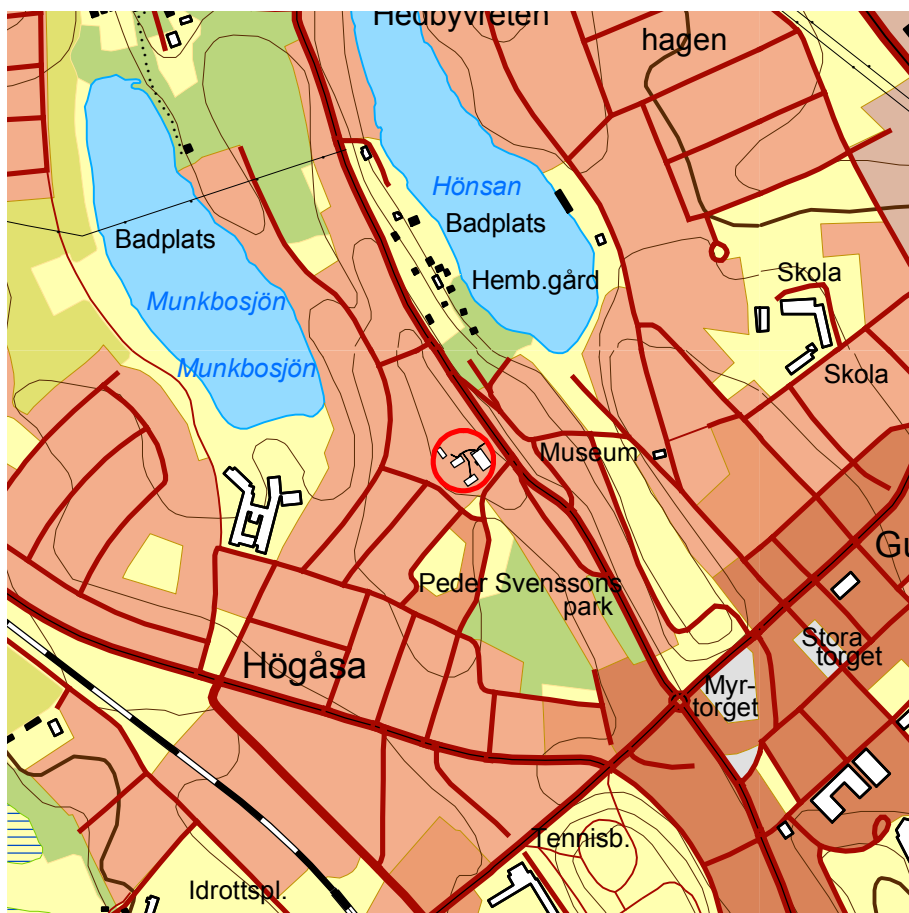 Hedbyvreten
hagen
Hönsan
Badplats
Badplats
Hemb.gård
Skola
Munkbosjön
Munkbosjön
Skola
Museum
Gu
Peder Svenssons
park
Högåsa
Stora
torget
Myr-
torget
Tennisb.
Idrottspl.